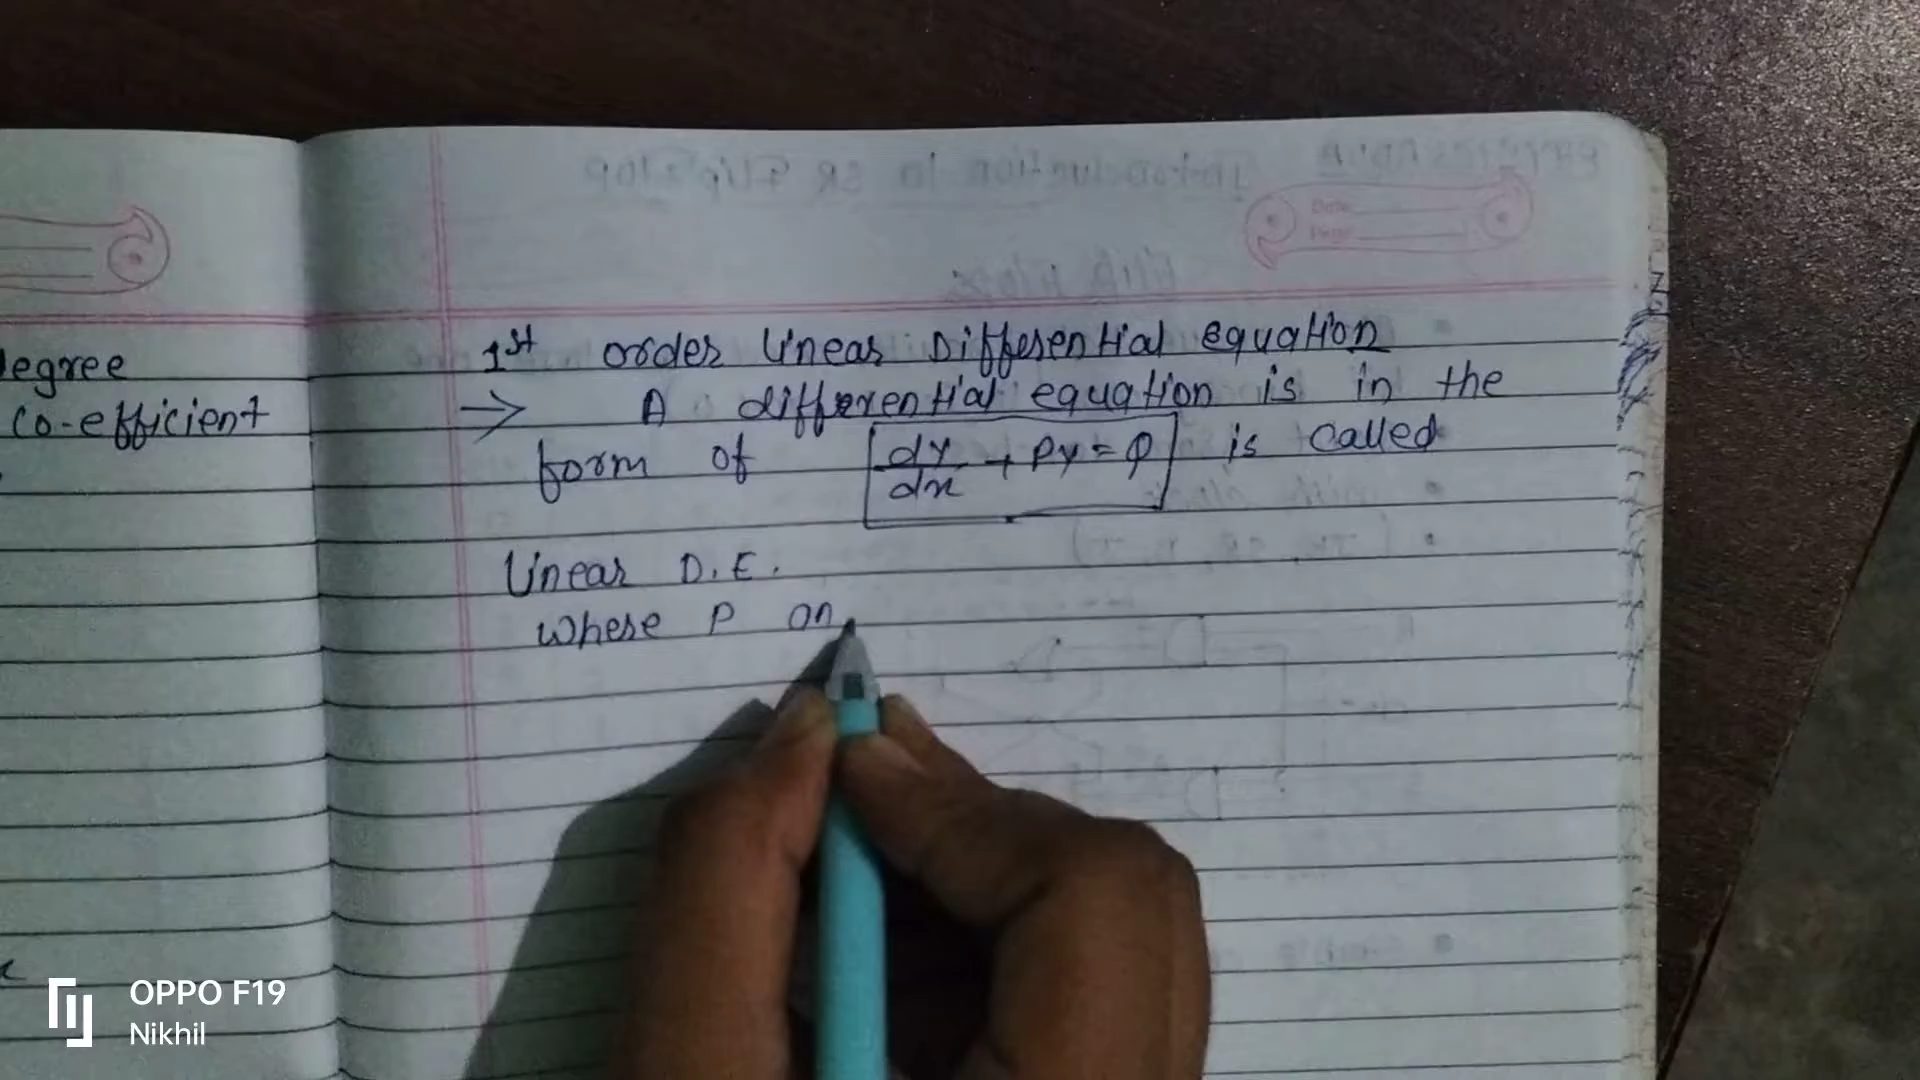 1st order linear Differential equation
degree
→ A differential equation is in the
co-efficient
form of dy/dx + Py = Q is called
Linear D.E.
where P an
OPPO F19
Nikhil